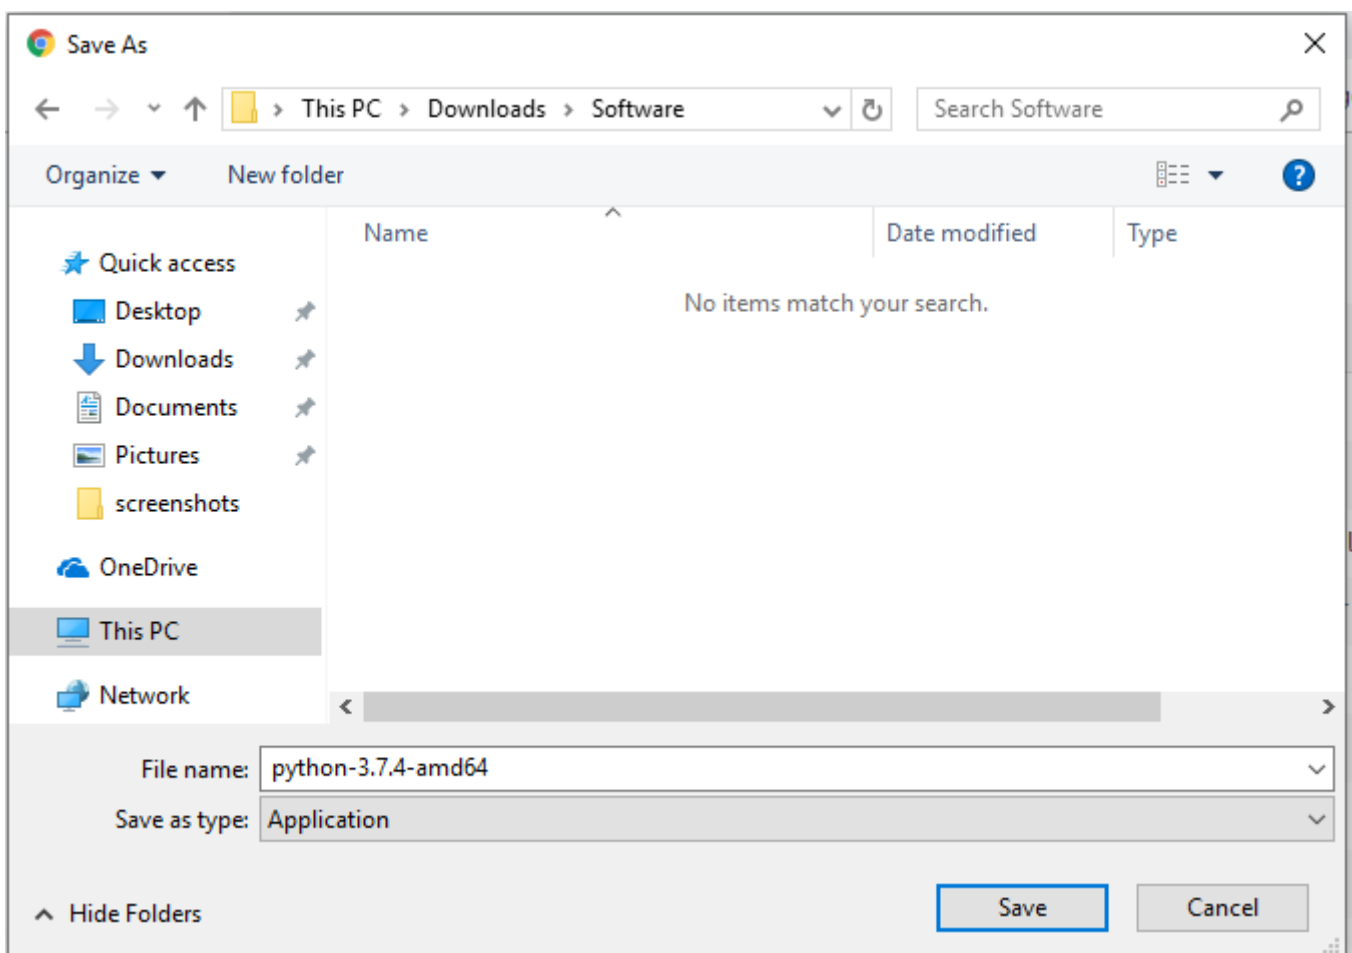 Save As
This PC > Downloads > Software
Search Software
Organize
New folder
Name
Date modified
Type
No items match your search.
Quick access
Desktop
Downloads
Documents
Pictures
screenshots
OneDrive
This PC
Network
File name: python-3.7.4-amd64
Save as type: Application
Hide Folders
Save
Cancel